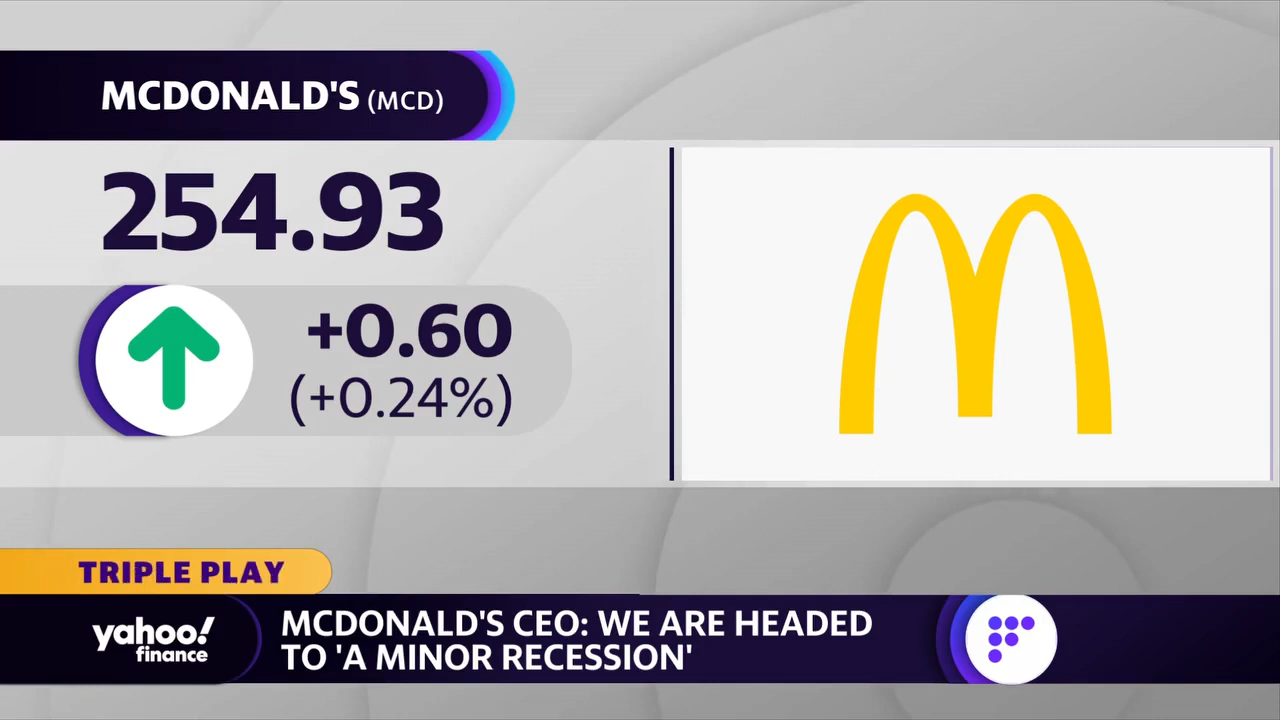 MCDONALD'S (MCD)
254.93
+0.60
(+0.24%)
TRIPLE PLAY
yahoo!
finance
MCDONALD'S CEO: WE ARE HEADED
TO 'A MINOR RECESSION'